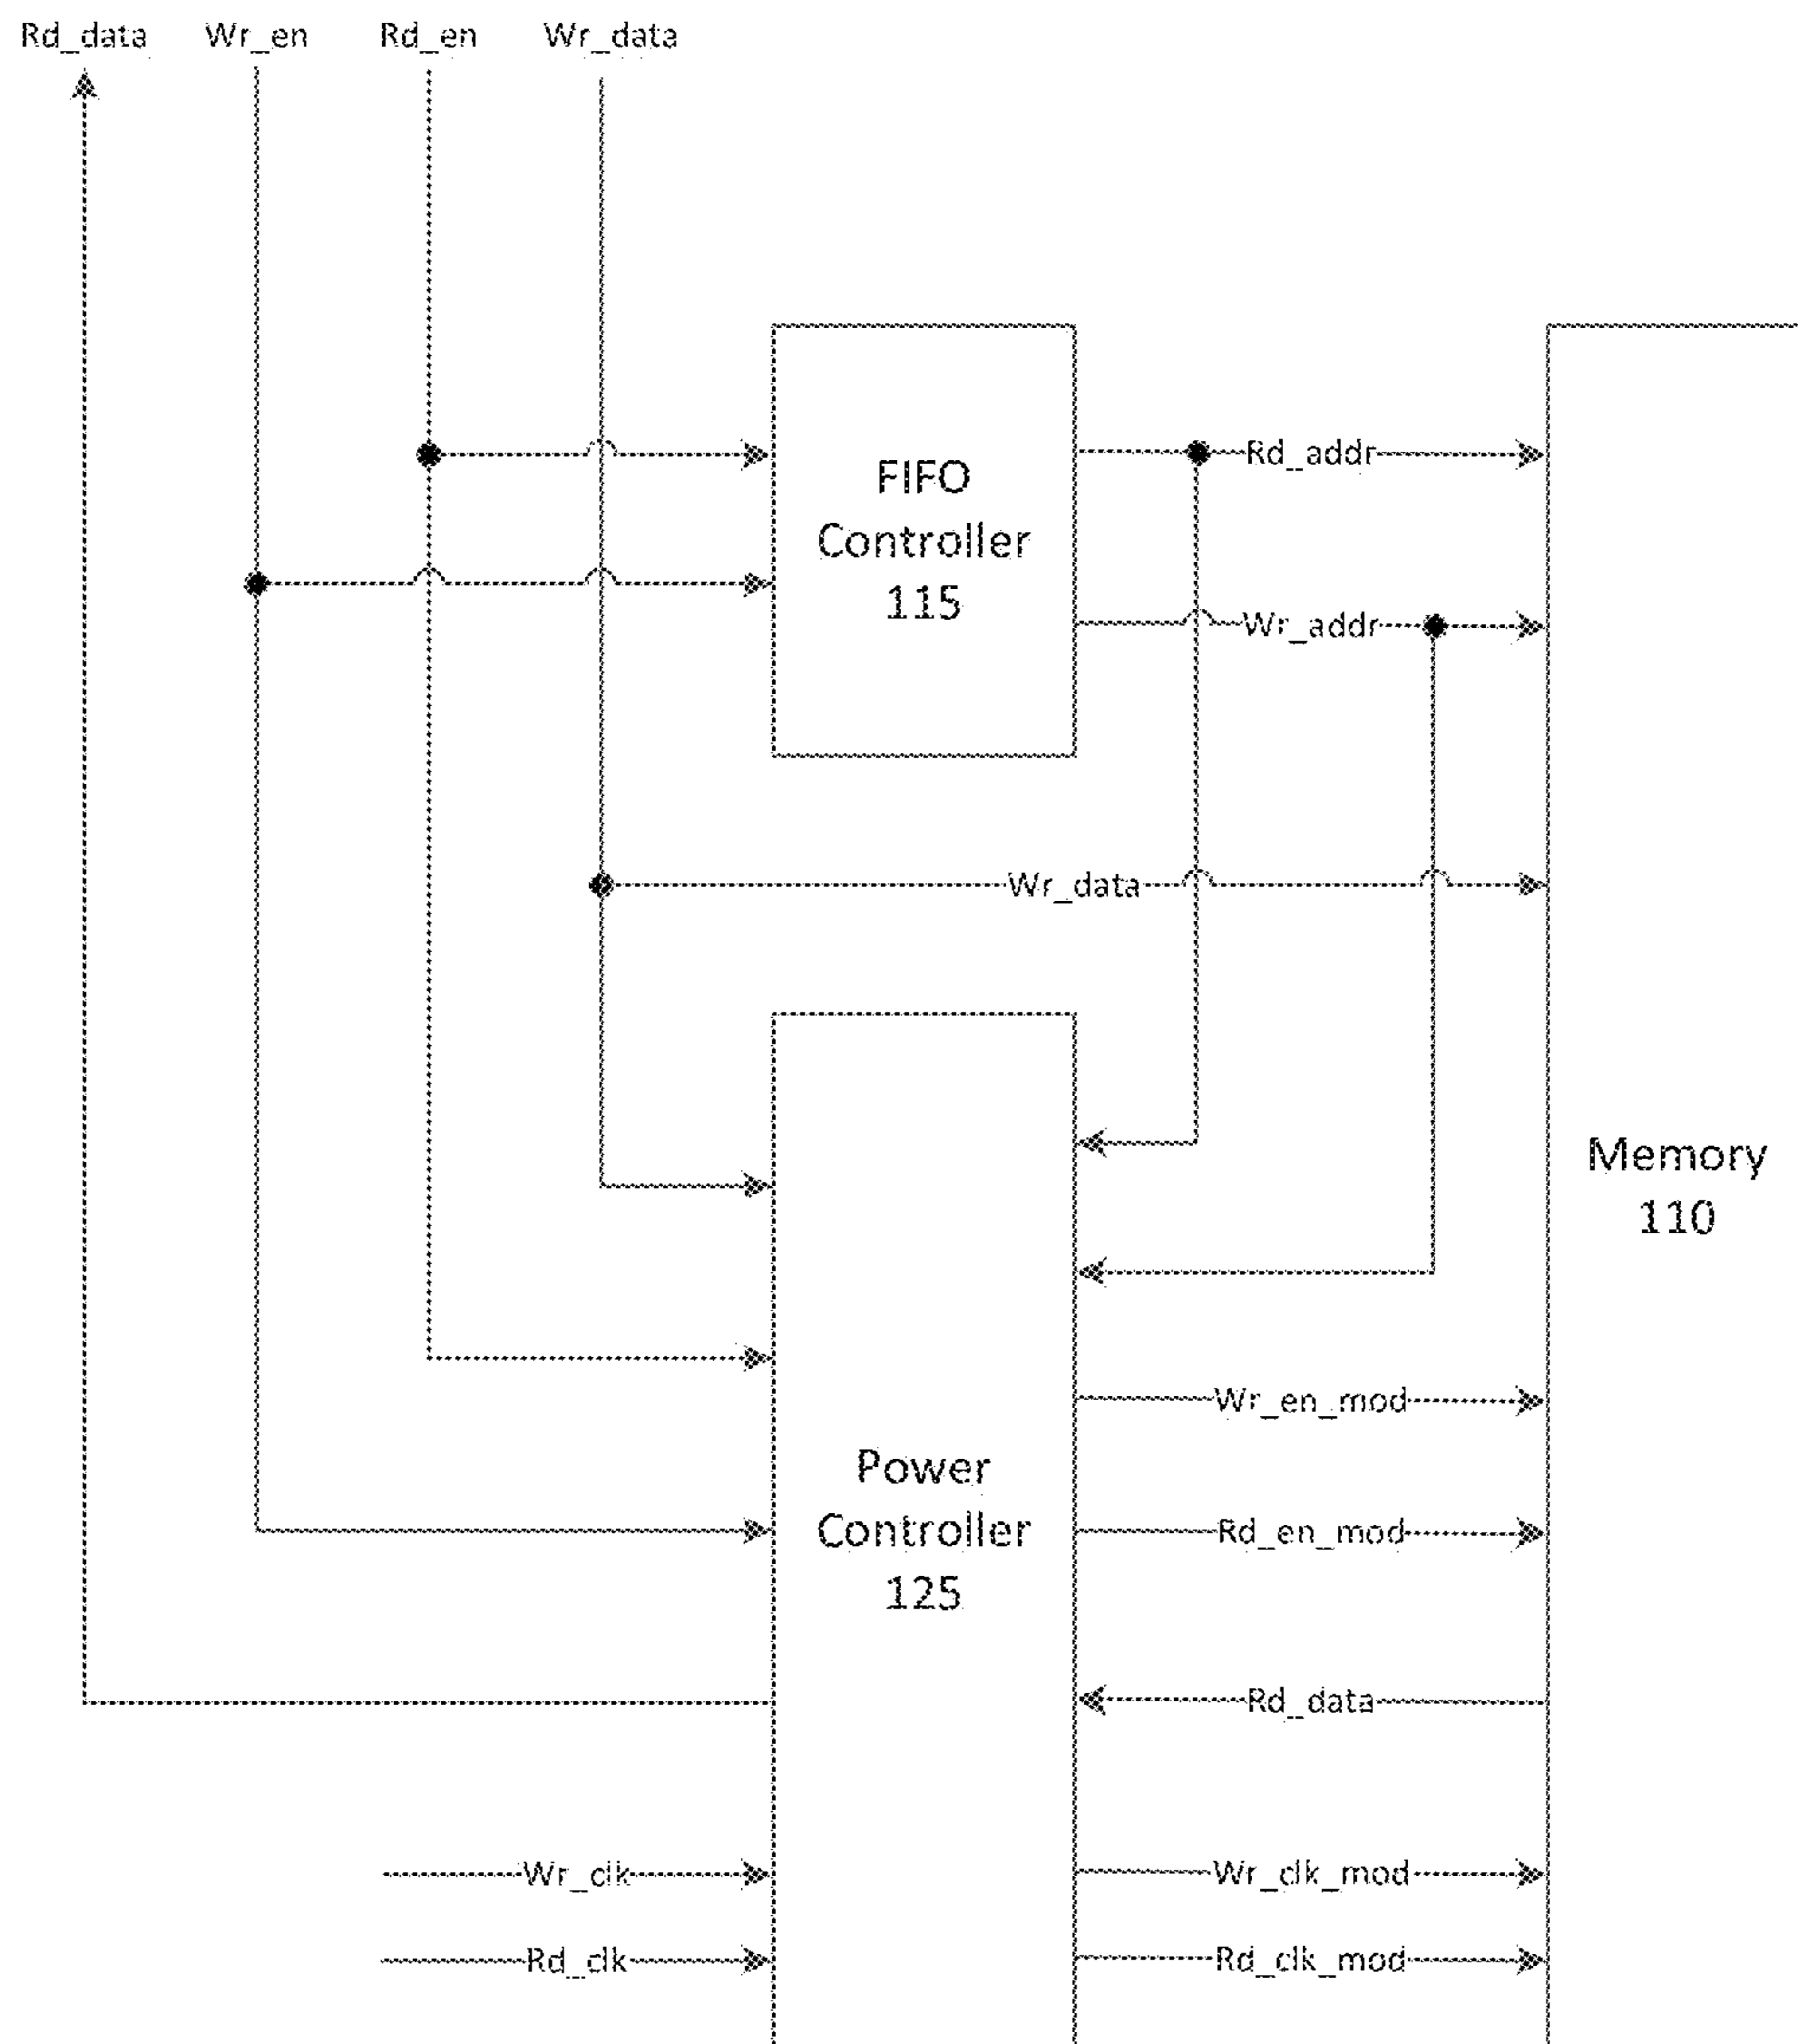 Rd_data
Wr_en
Rd_en
Wr_data
FIFO
Controller
115
Rd_addr
Wr_addr
Wr_data
Memory
110
Power
Controller
125
Wr_en_mod
Rd_en_mod
Rd_data
Wr_clk
Wr_clk_mod
Rd_clk
Rd_clk_mod